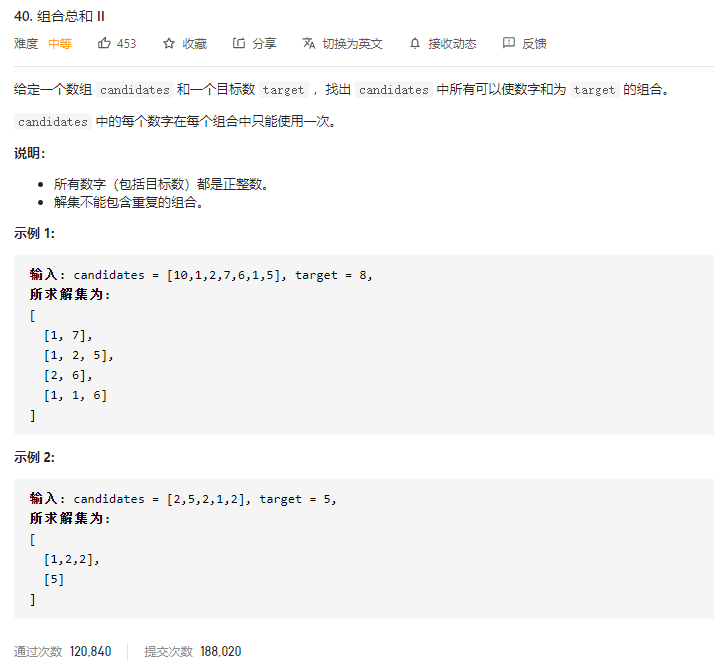 40. 组合总和 II
难度 中等 453 收藏 分享 切换为英文 接收动态 反馈
给定一个数组 candidates 和一个目标数 target ，找出 candidates 中所有可以使数字和为 target 的组合。
candidates 中的每个数字在每个组合中只能使用一次。
说明：
• 所有数字（包括目标数）都是正整数。
• 解集不能包含重复的组合。
示例 1:
输入: candidates = [10,1,2,7,6,1,5], target = 8,
所求解集为:
[
[1, 7],
[1, 2, 5],
[2, 6],
[1, 1, 6]
]
示例 2:
输入: candidates = [2,5,2,1,2], target = 5,
所求解集为:
[
[1,2,2],
[5]
]
通过次数 120,840 提交次数 188,020